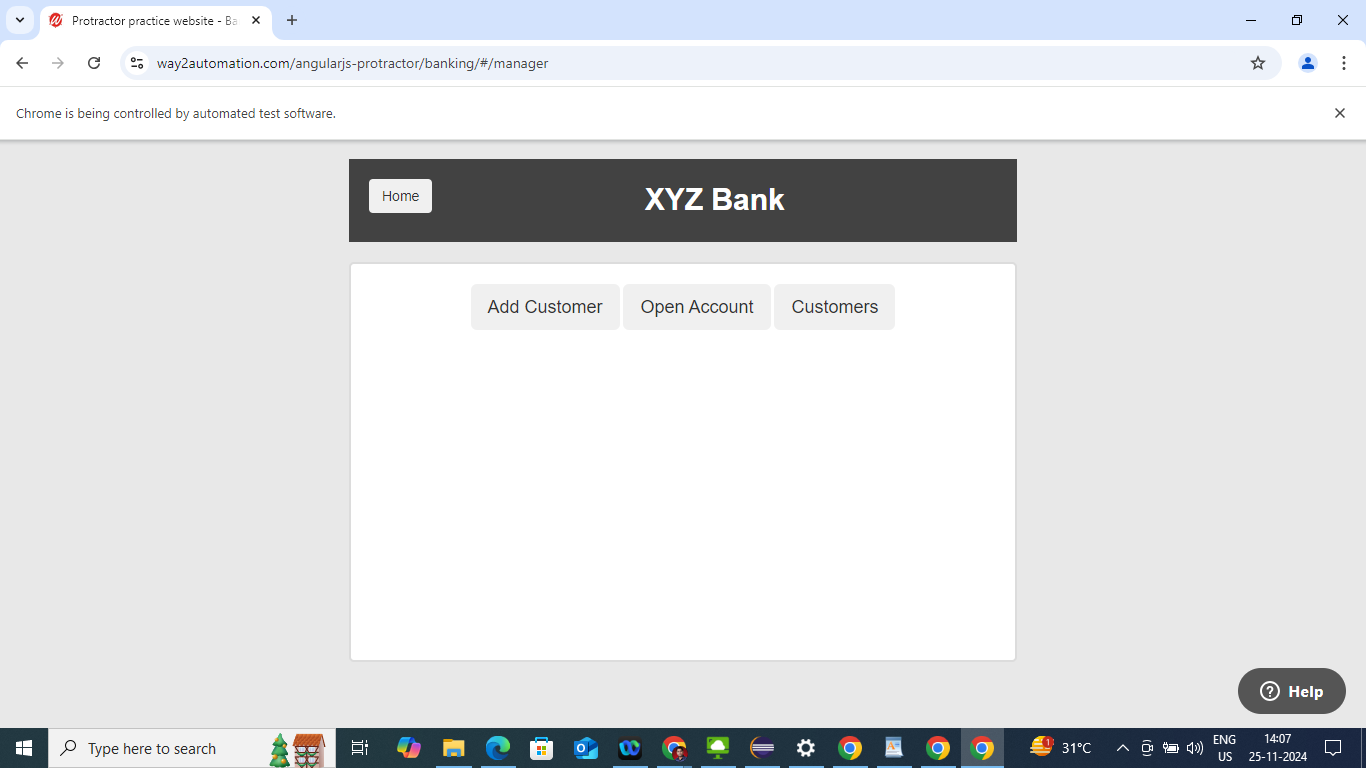 Protractor practice website - Ba
way2automation.com/angularjs-protractor/banking/#/manager
Chrome is being controlled by automated test software.
Home
XYZ Bank
Add Customer
Open Account
Customers
Help
Type here to search
1
31°C
ENG
US
14:07
25-11-2024